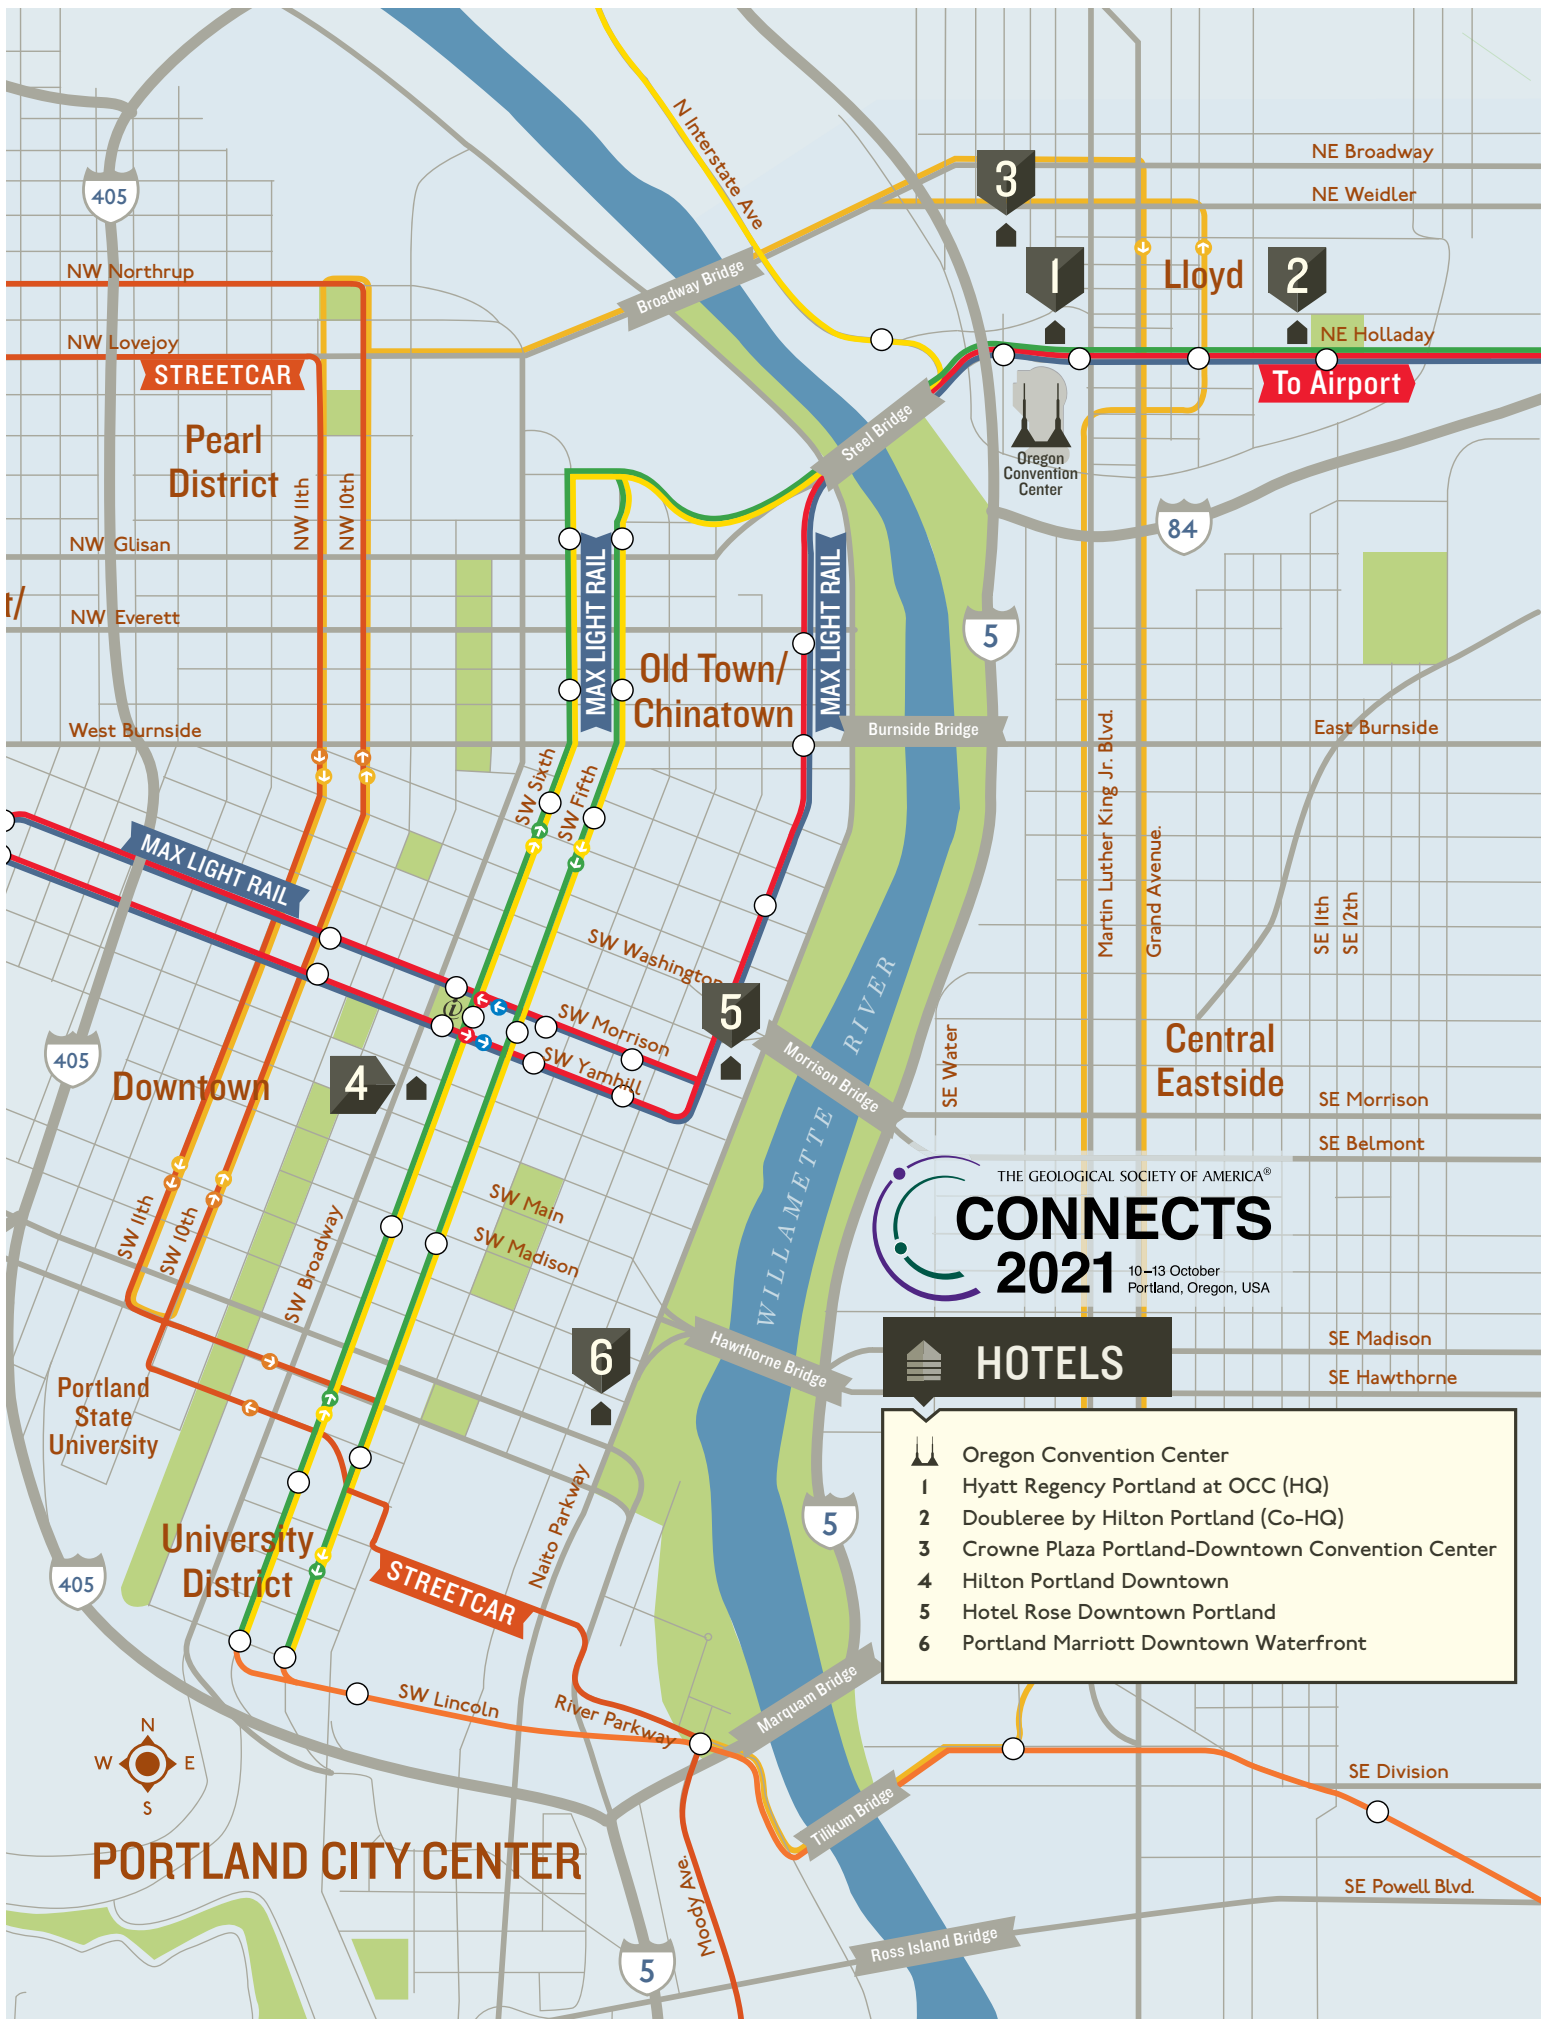 N Interstate Ave
NE Broadway
NE Weidler
3
405
Broadway Bridge
1
Lloyd
2
NW Northrup
NW Lovejoy
STREETCAR
NE Holladay
To Airport
Pearl
District
Steel Bridge
Oregon
Convention
Center
NW 11th
NW 10th
84
NW Glisan
MAX LIGHT RAIL
MAX LIGHT RAIL
t/
NW Everett
5
Old Town/
Chinatown
West Burnside
Burnside Bridge
East Burnside
SW Sixth
SW Fifth
Martin Luther King Jr. Blvd.
Grand Avenue.
MAX LIGHT RAIL
SE 11th
SE 12th
SW Washington
5
i
SW Morrison
SW Yamhill
Morrison Bridge
WILLAMETTE RIVER
SE Water
Central
Eastside
405
Downtown
4
SE Morrison
SE Belmont
THE GEOLOGICAL SOCIETY OF AMERICA®
CONNECTS
2021
10–13 October
Portland, Oregon, USA
SW Main
SW Madison
SW 11th
SW 10th
SW Broadway
6
Hawthorne Bridge
SE Madison
SE Hawthorne
HOTELS
Oregon Convention Center
1 Hyatt Regency Portland at OCC (HQ)
2 Doubleree by Hilton Portland (Co-HQ)
3 Crowne Plaza Portland-Downtown Convention Center
4 Hilton Portland Downtown
5 Hotel Rose Downtown Portland
6 Portland Marriott Downtown Waterfront
Portland
State
University
Naito Parkway
5
University
District
405
STREETCAR
SW Lincoln
River Parkway
Marquam Bridge
N
W
E
S
Tilikum Bridge
SE Division
PORTLAND CITY CENTER
Moody Ave.
SE Powell Blvd.
Ross Island Bridge
5